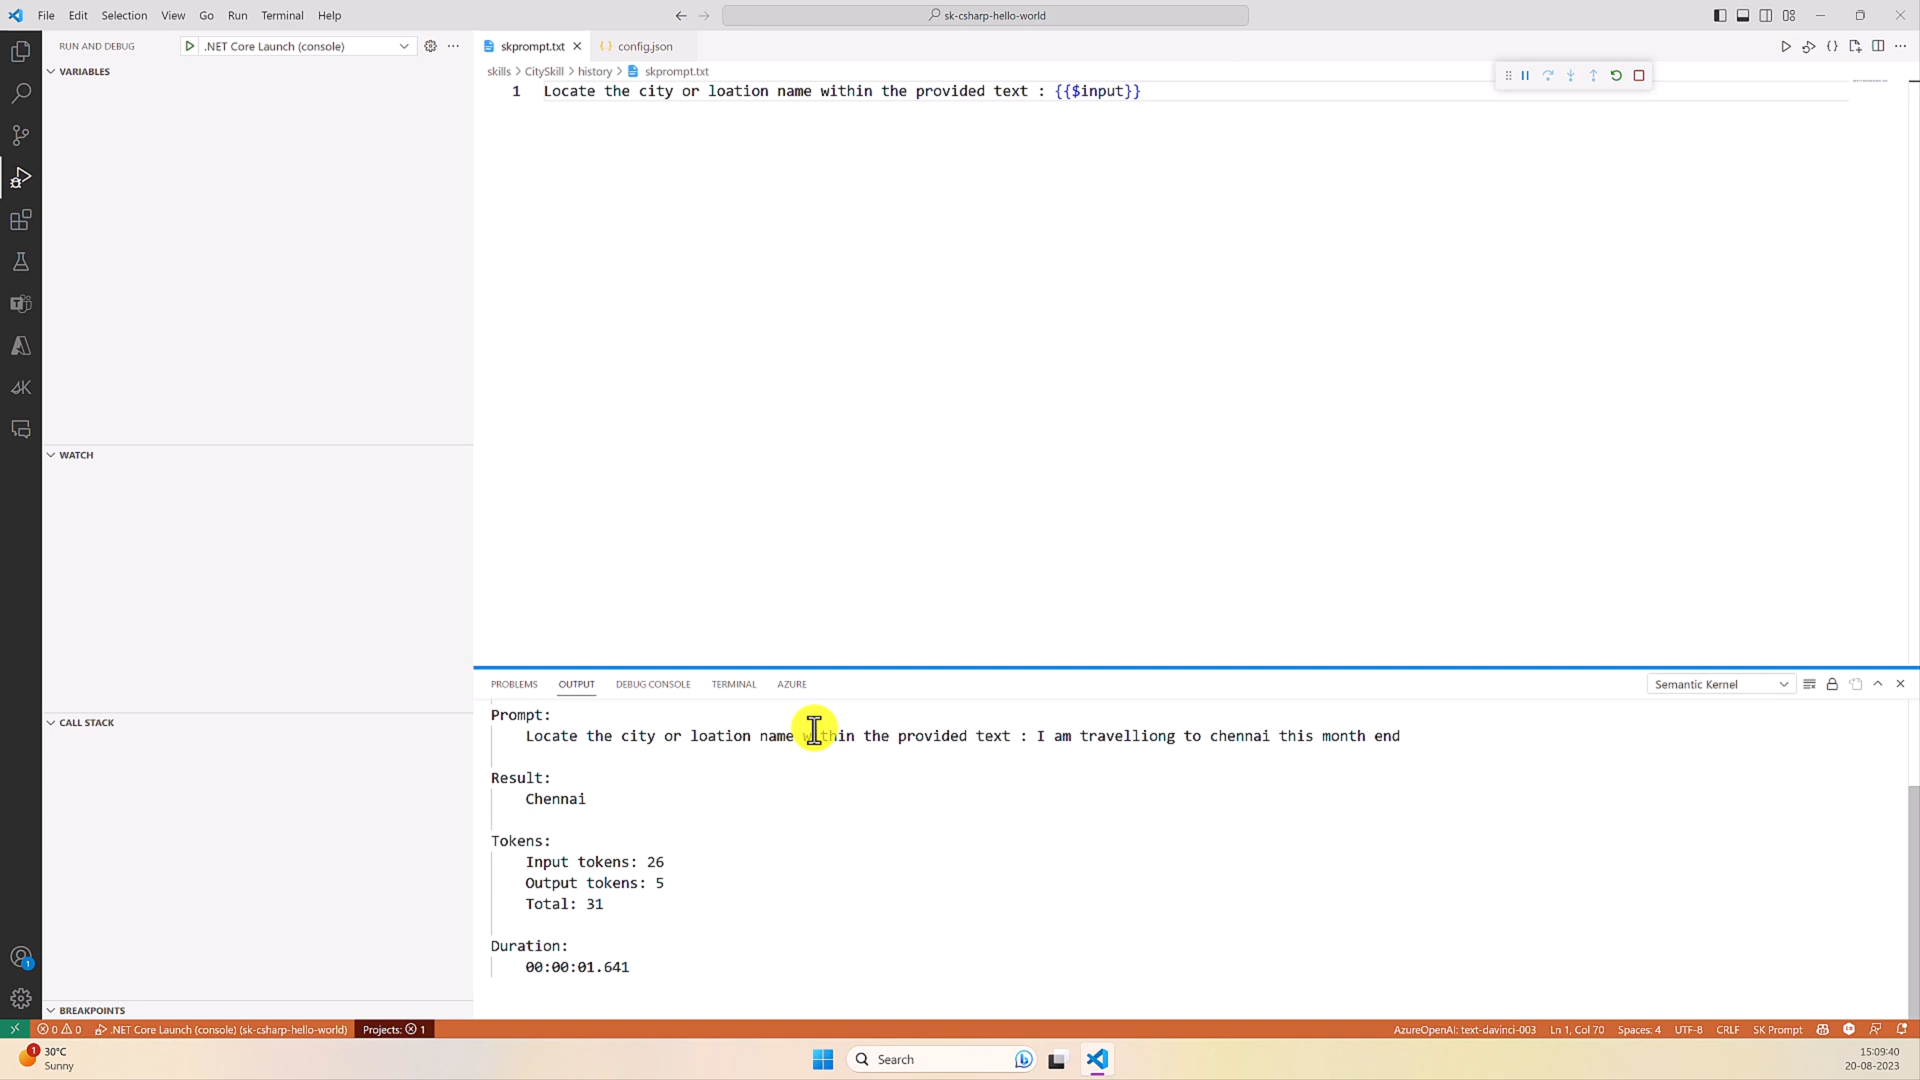 File Edit Selection View Go Run Terminal Help
sk-csharp-hello-world
RUN AND DEBUG
.NET Core Launch (console)
skprompt.txt
config.json
VARIABLES
skills > CitySkill > history > skprompt.txt
1 Locate the city or loation name within the provided text : {{$input}}
WATCH
CALL STACK
BREAKPOINTS
PROBLEMS OUTPUT DEBUG CONSOLE TERMINAL AZURE
Semantic Kernel
Prompt:
Locate the city or loation name within the provided text : I am travelliong to chennai this month end
Result:
Chennai
Tokens:
Input tokens: 26
Output tokens: 5
Total: 31
Duration:
00:00:01.641
0 0 .NET Core Launch (console) (sk-csharp-hello-world) Projects: 1
AzureOpenAI: text-davinci-003 Ln 1, Col 70 Spaces: 4 UTF-8 CRLF SK Prompt
1
1
30°C
Sunny
Search
15:09:40
20-08-2023